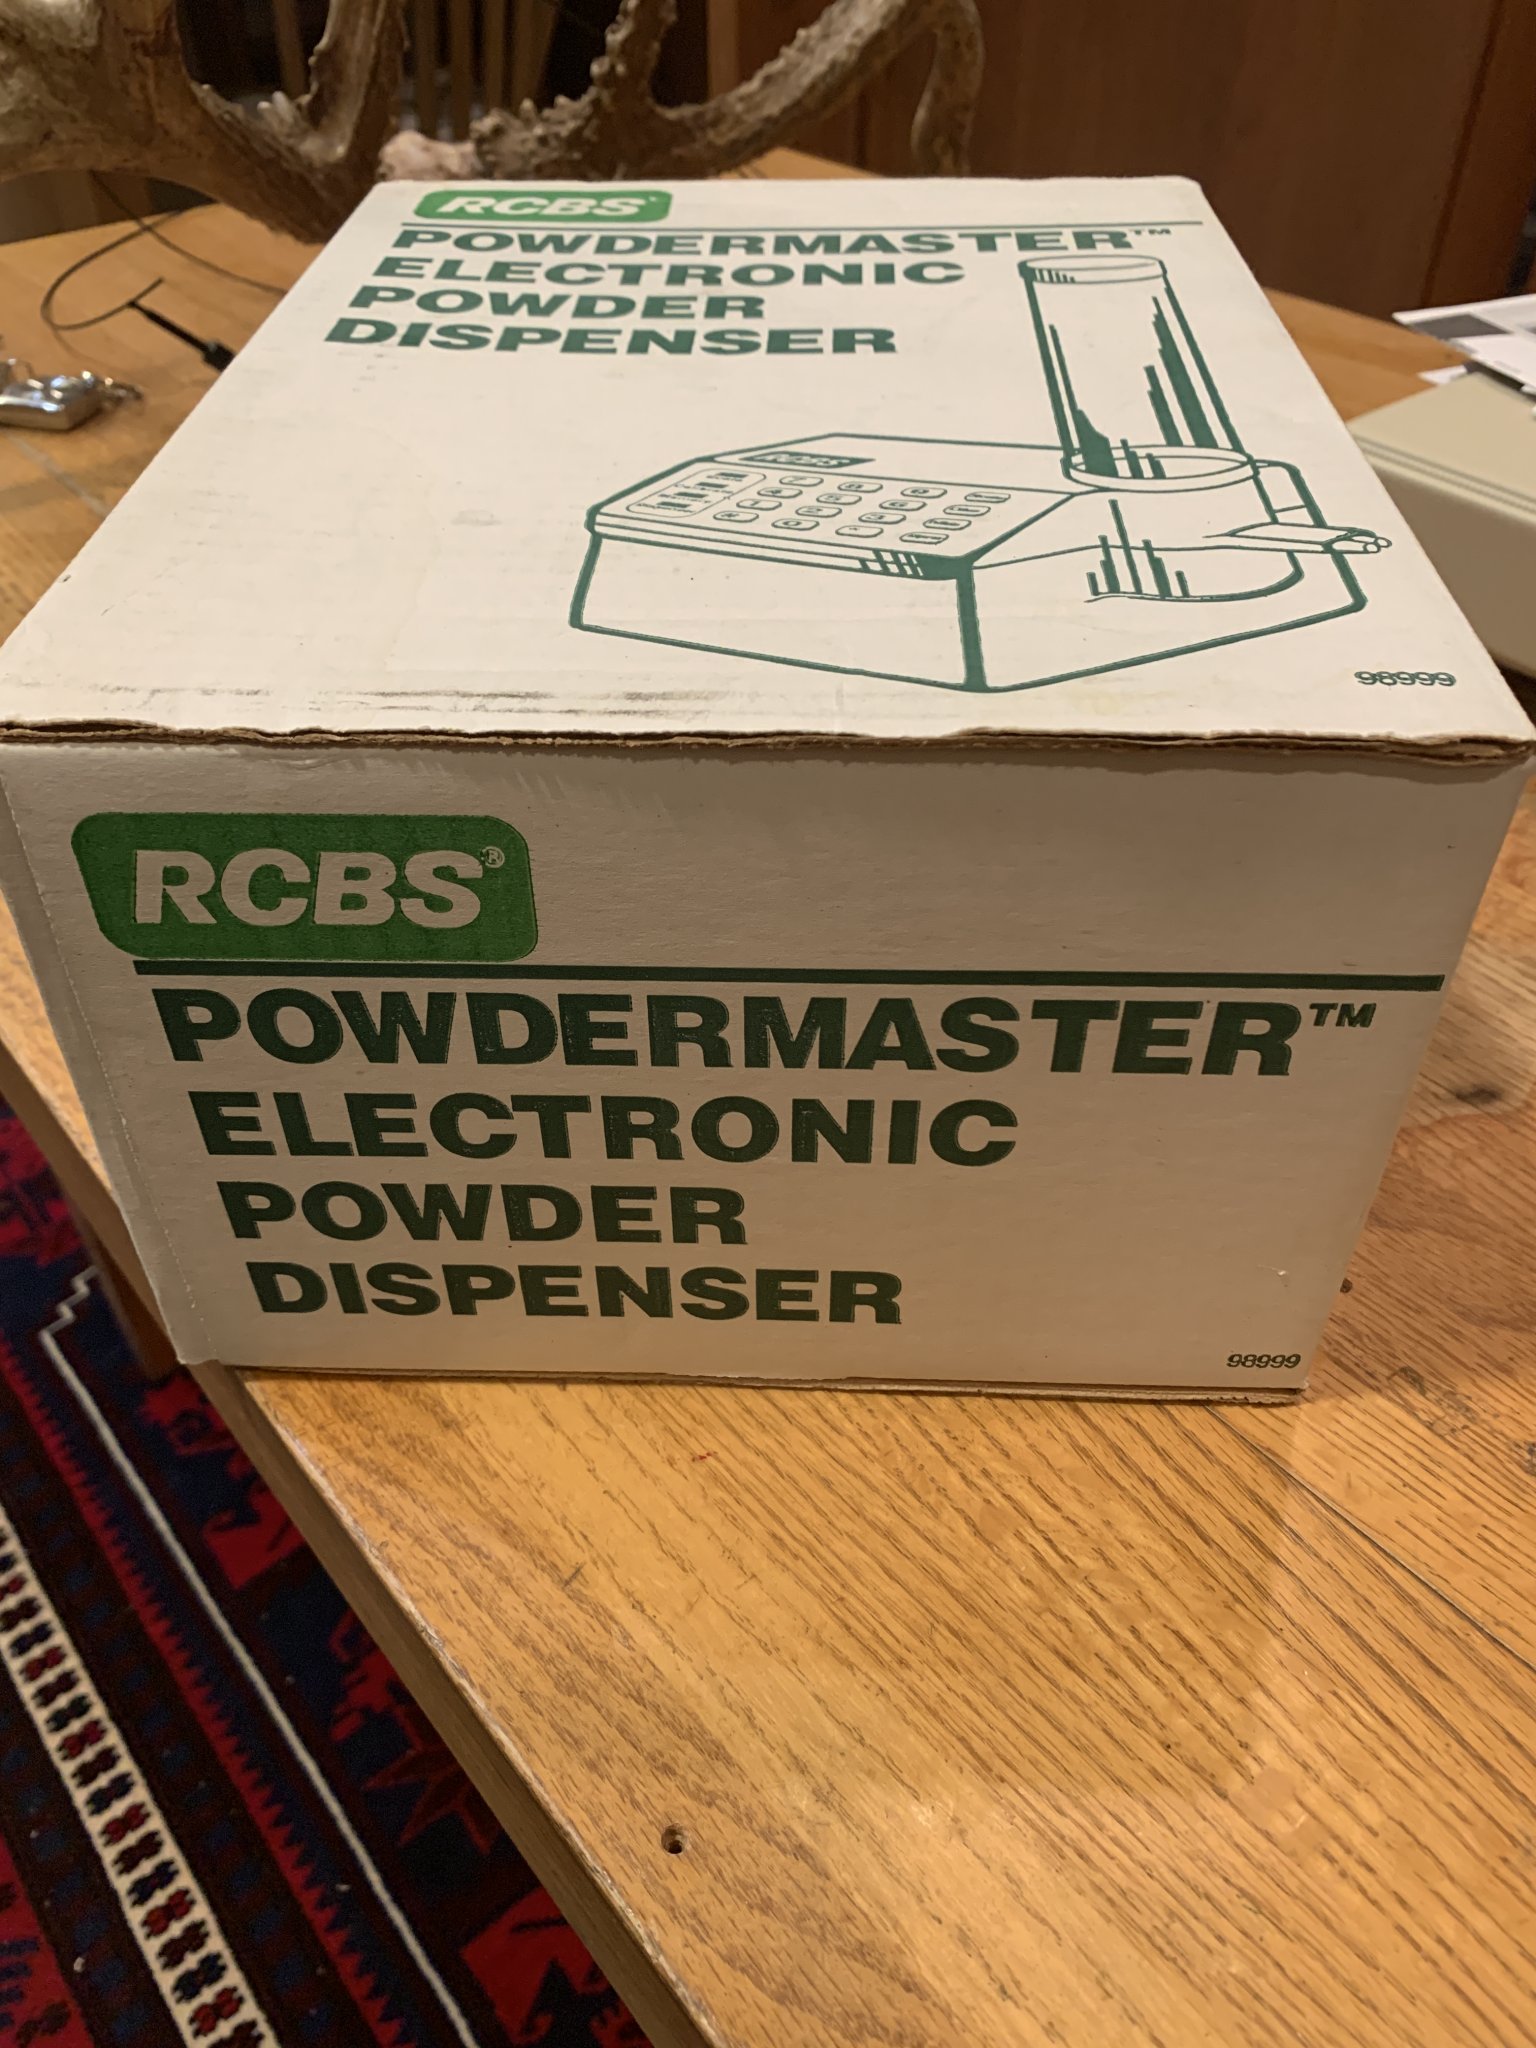 RCBS
POWDERMASTER™
ELECTRONIC
POWDER
DISPENSER
RCBS
98999
RCBS®
POWDERMASTER™
ELECTRONIC
POWDER
DISPENSER
98999